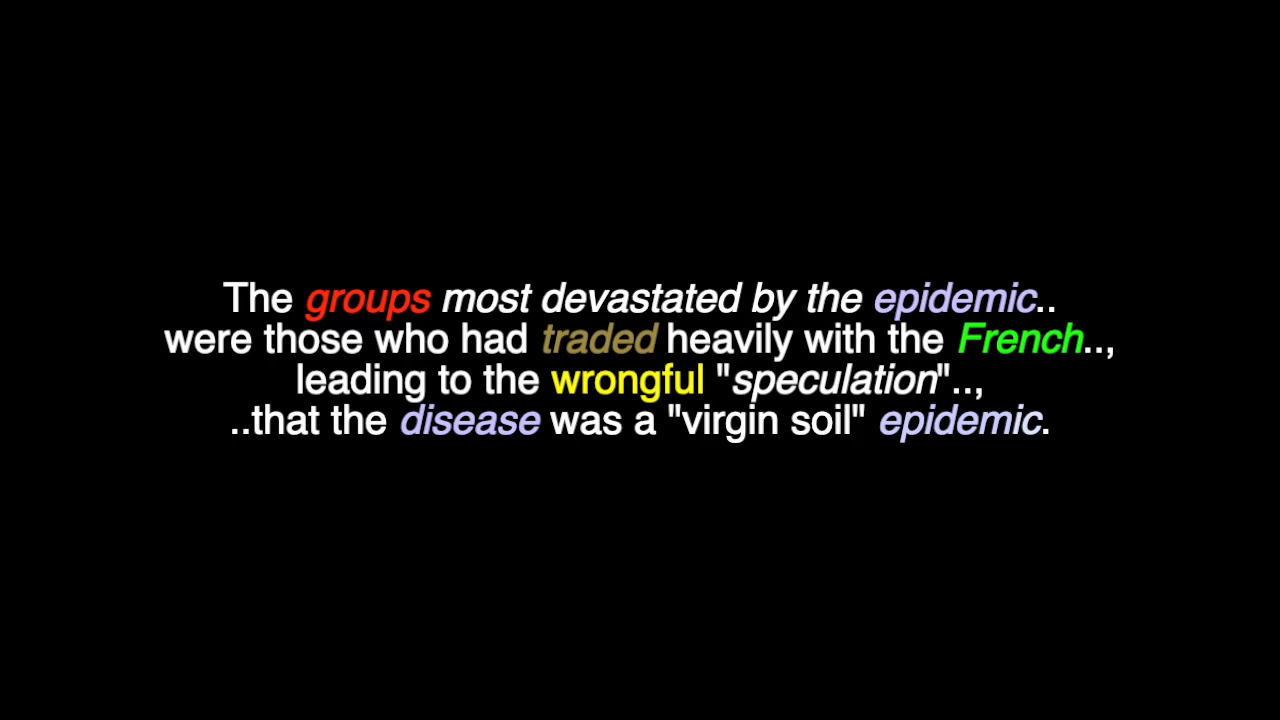 The groups most devastated by the epidemic..
were those who had traded heavily with the French..,
leading to the wrongful "speculation"..,
..that the disease was a "virgin soil" epidemic.